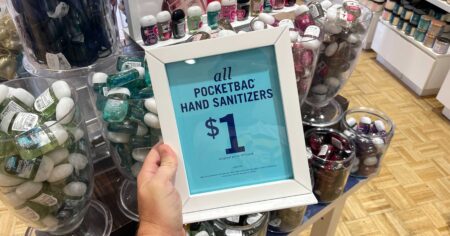 all
POCKETBAC
HAND SANITIZERS
$1